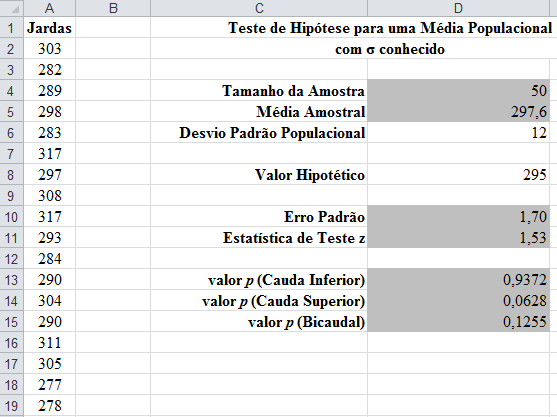 A B C D
1 Jardas Teste de Hipótese para uma Média Populacional
2 303 com σ conhecido
3 282
4 289 Tamanho da Amostra 50
5 298 Média Amostral 297,6
6 283 Desvio Padrão Populacional 12
7 317
8 297 Valor Hipotético 295
9 308
10 317 Erro Padrão 1,70
11 293 Estatística de Teste z 1,53
12 284
13 290 valor p (Cauda Inferior) 0,9372
14 304 valor p (Cauda Superior) 0,0628
15 290 valor p (Bicaudal) 0,1255
16 311
17 305
18 277
19 278